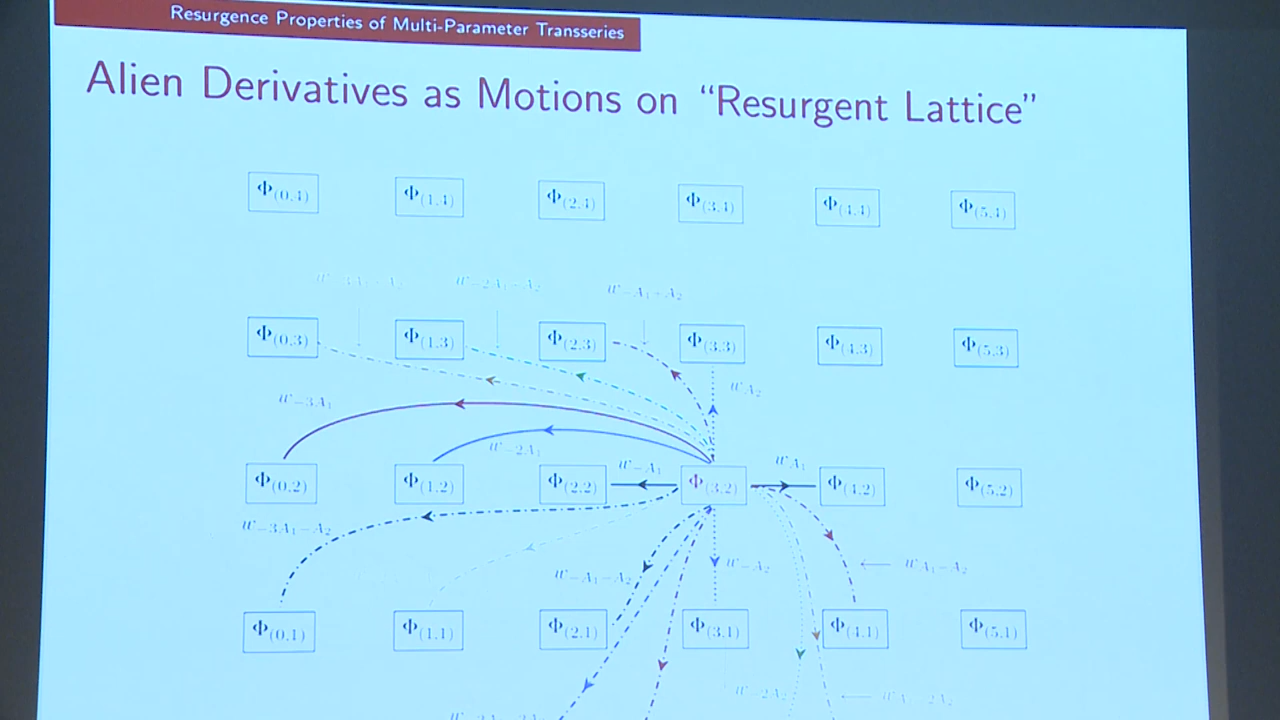 Resurgence Properties of Multi-Parameter Transseries
Alien Derivatives as Motions on “Resurgent Lattice”
Φ(0,4) Φ(1,4) Φ(2,4) Φ(3,4) Φ(4,4) Φ(5,4)
w−A₁+A₂
Φ(0,3) Φ(1,3) Φ(2,3) Φ(3,3) Φ(4,3) Φ(5,3)
wA₂
w−3A₁
w−2A₁
w−A₁ wA₁
Φ(0,2) Φ(1,2) Φ(2,2) Φ(3,2) Φ(4,2) Φ(5,2)
w−3A₁−A₂
w−A₁−A₂ w−A₂ wA₁−A₂
Φ(0,1) Φ(1,1) Φ(2,1) Φ(3,1) Φ(4,1) Φ(5,1)
w−2A₂